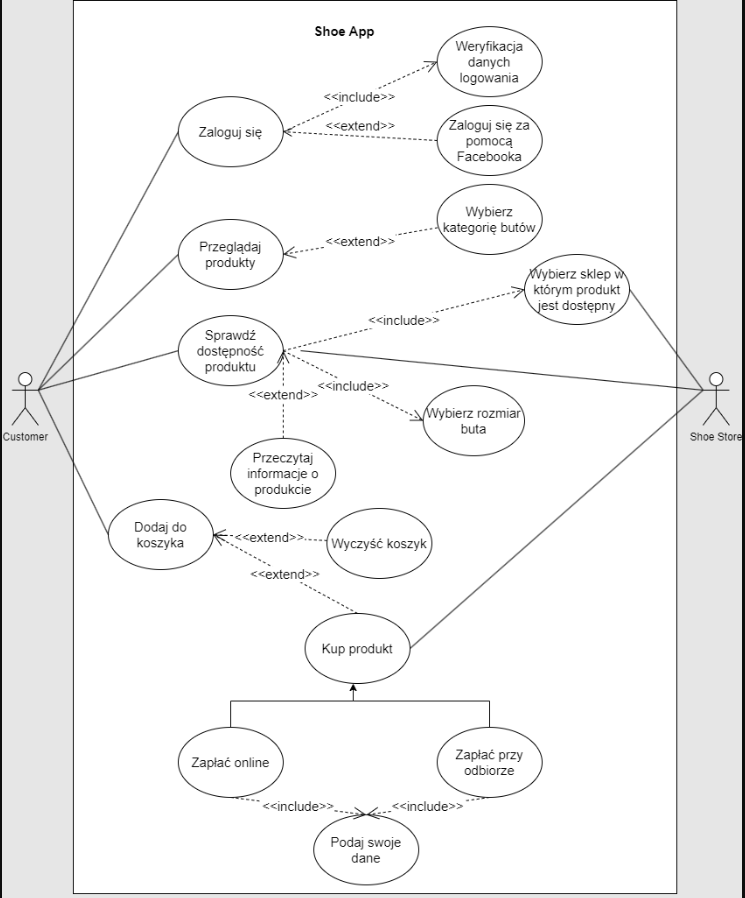 Shoe App
Weryfikacja
danych
logowania
<<include>>
Zaloguj się
<<extend>>
Zaloguj się za
pomocą
Facebooka
Wybierz
kategorię butów
Przeglądaj
produkty
<<extend>>
Wybierz sklep w
którym produkt
jest dostępny
<<include>>
Sprawdź
dostępność
produktu
<<include>>
<<extend>>
Wybierz rozmiar
buta
Customer
Shoe Store
Przeczytaj
informacje o
produkcie
Dodaj do
koszyka
<<extend>>
Wyczyść koszyk
<<extend>>
Kup produkt
Zapłać online
Zapłać przy
odbiorze
<<include>>
<<include>>
Podaj swoje
dane